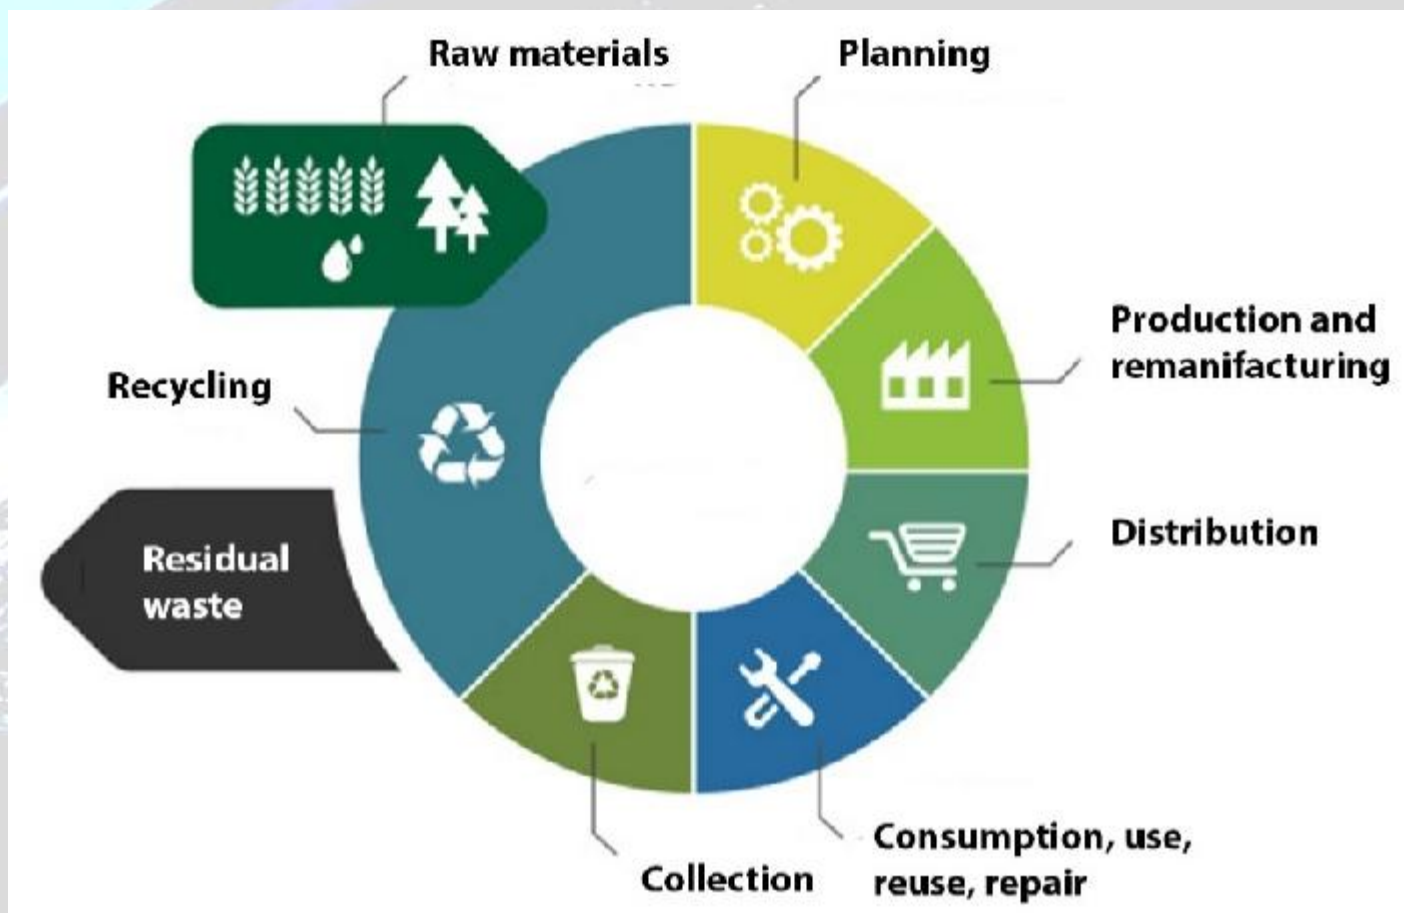 Raw materials
Planning
Production and
remanifacturing
Recycling
Distribution
Residual
waste
Consumption, use,
reuse, repair
Collection